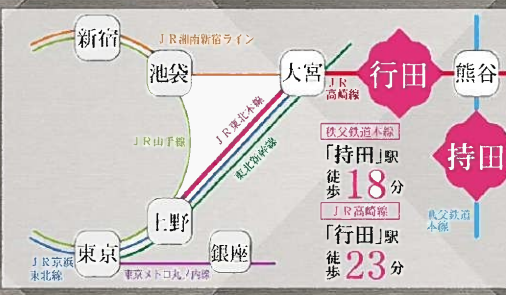 新宿
JR湘南新宿ライン
池袋
大宮
JR
高崎線
行田
熊谷
JR東北本線
JR山手線
東北新幹線
秩父鉄道本線
「持田」駅
徒歩18分
持田
JR高崎線
「行田」駅
徒歩23分
秩父鉄道
本線
上野
東京
銀座
JR京浜
東北線
東京メトロ丸ノ内線